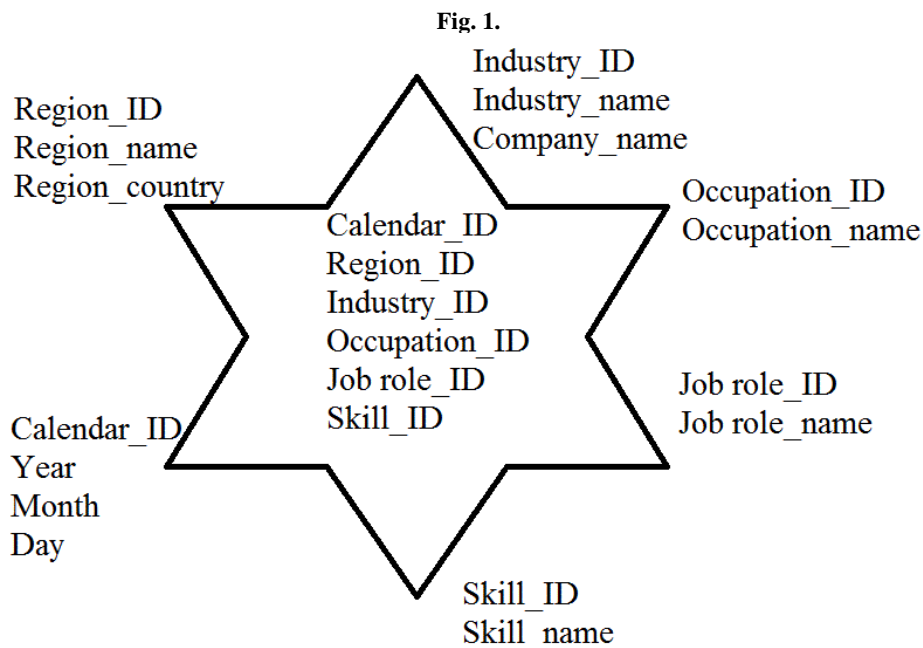 Fig. 1.
Industry_ID
Industry_name
Company_name
Region_ID
Region_name
Region_country
Occupation_ID
Occupation_name
Calendar_ID
Region_ID
Industry_ID
Occupation_ID
Job role_ID
Skill_ID
Job role_ID
Job role_name
Calendar_ID
Year
Month
Day
Skill_ID
Skill_name